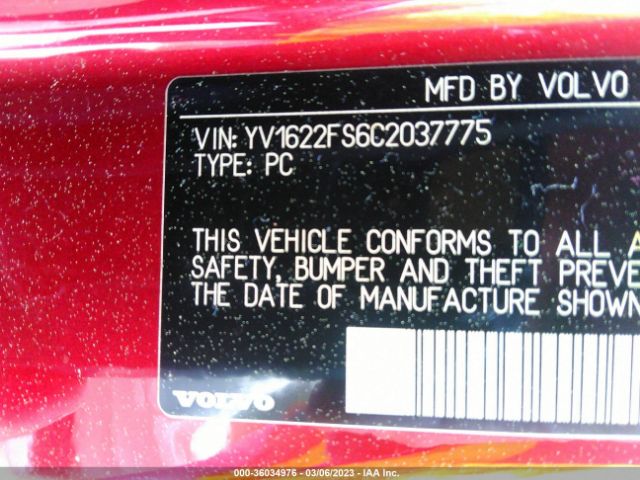 MFD BY VOLVO
VIN: YV1622FS6C2037775
TYPE: PC
THIS VEHICLE CONFORMS TO ALL A
SAFETY, BUMPER AND THEFT PREVE
THE DATE OF MANUFACTURE SHOWN
VOLVO
000-36034976 — 03/06/2023 — IAA Inc.